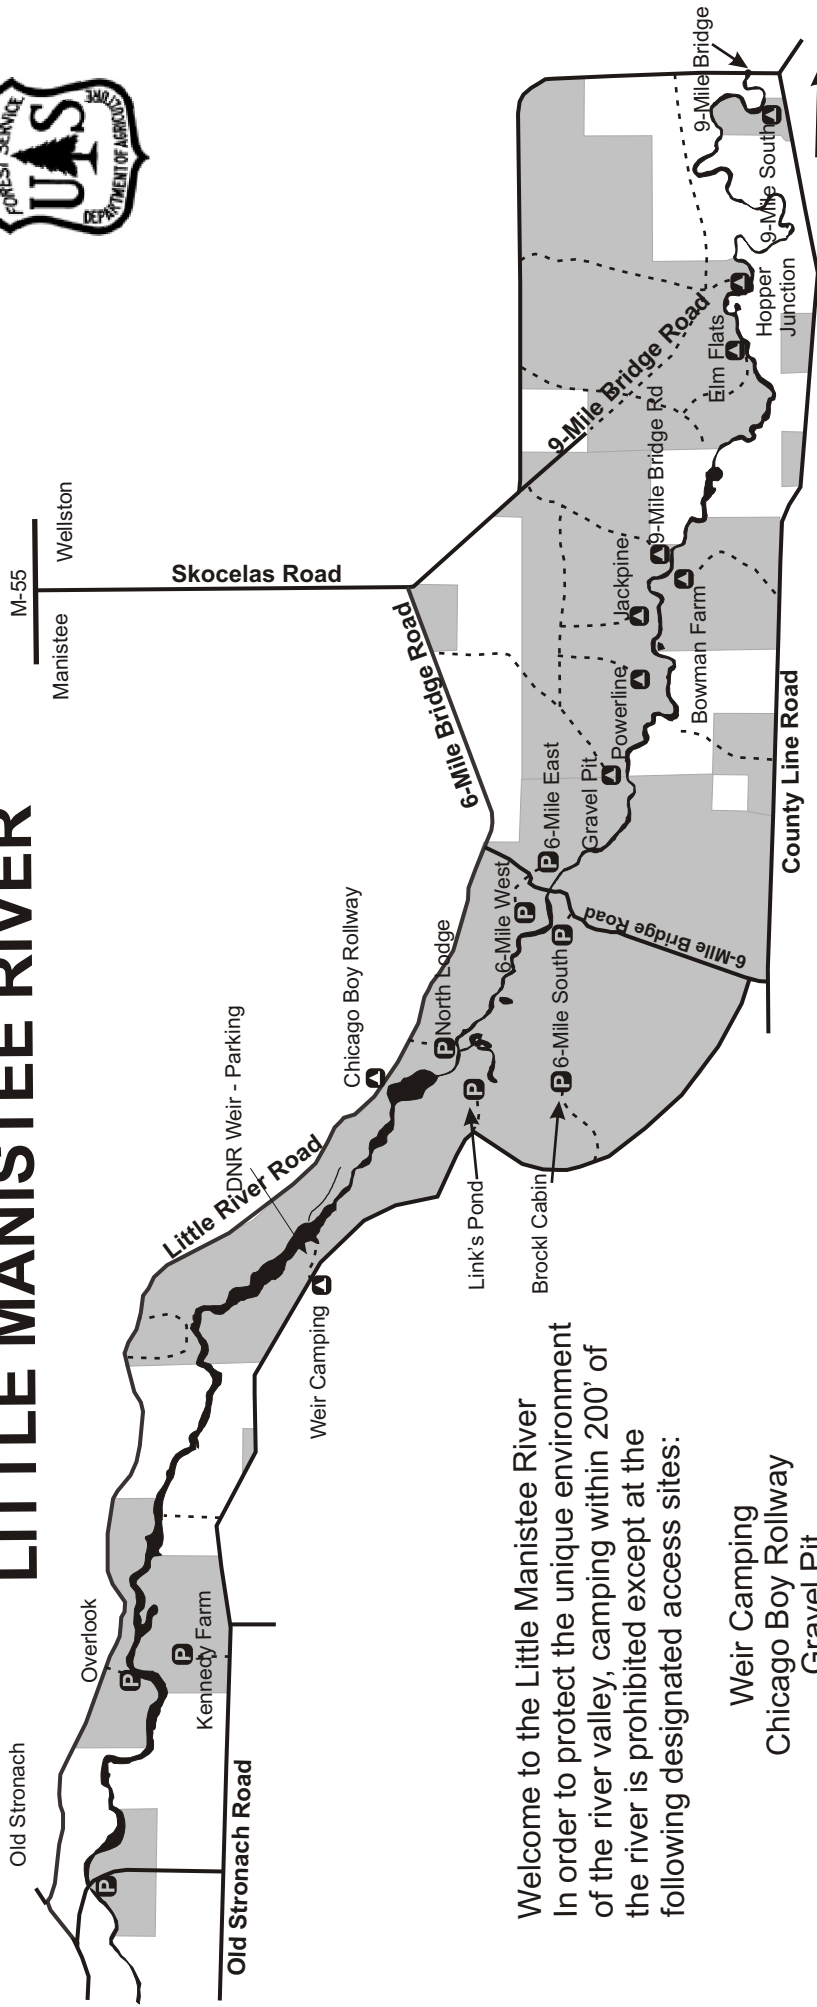 LITTLE MANISTEE RIVER
FOREST SERVICE
U S
DEPARTMENT OF AGRICULTURE
M-55
Manistee
Wellston
Skocelas Road
6-Mile Bridge Road
9-Mile Bridge Road
9-Mile Bridge
9-Mile South
Hopper
Junction
Elm Flats
9-Mile Bridge Rd
Jackpine
Bowman Farm
Powerline
Gravel Pit
6-Mile East
P
6-Mile West
P
6-Mile South
P
6-Mile Bridge Road
County Line Road
North Lodge
P
Chicago Boy Rollway
DNR Weir - Parking
Little River Road
Link's Pond
P
Brockl Cabin
P
Weir Camping
Overlook
P
Kennedy Farm
P
Old Stronach
P
Old Stronach Road
Welcome to the Little Manistee River
In order to protect the unique environment
of the river valley, camping within 200' of
the river is prohibited except at the
following designated access sites:
Weir Camping
Chicago Boy Rollway
Gravel Pit